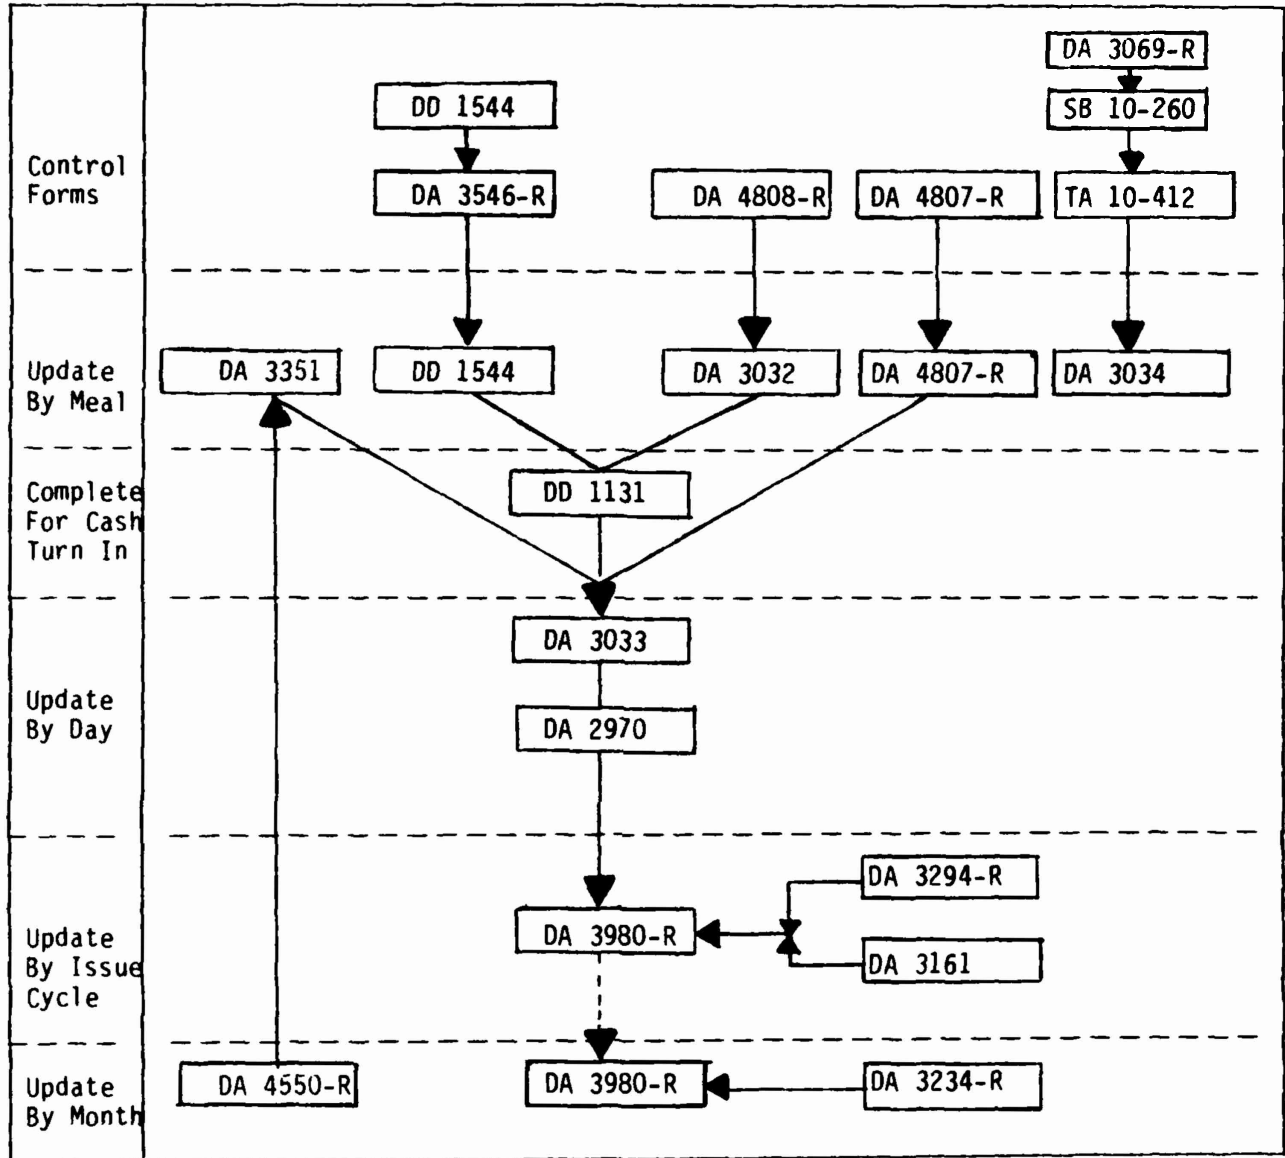 DA 3069-R
DD 1544
SB 10-260
Control
Forms
DA 3546-R
DA 4808-R
DA 4807-R
TA 10-412
Update
By Meal
DA 3351
DD 1544
DA 3032
DA 4807-R
DA 3034
Complete
For Cash
Turn In
DD 1131
DA 3033
Update
By Day
DA 2970
DA 3294-R
Update
By Issue
Cycle
DA 3980-R
DA 3161
Update
By Month
DA 4550-R
DA 3980-R
DA 3234-R